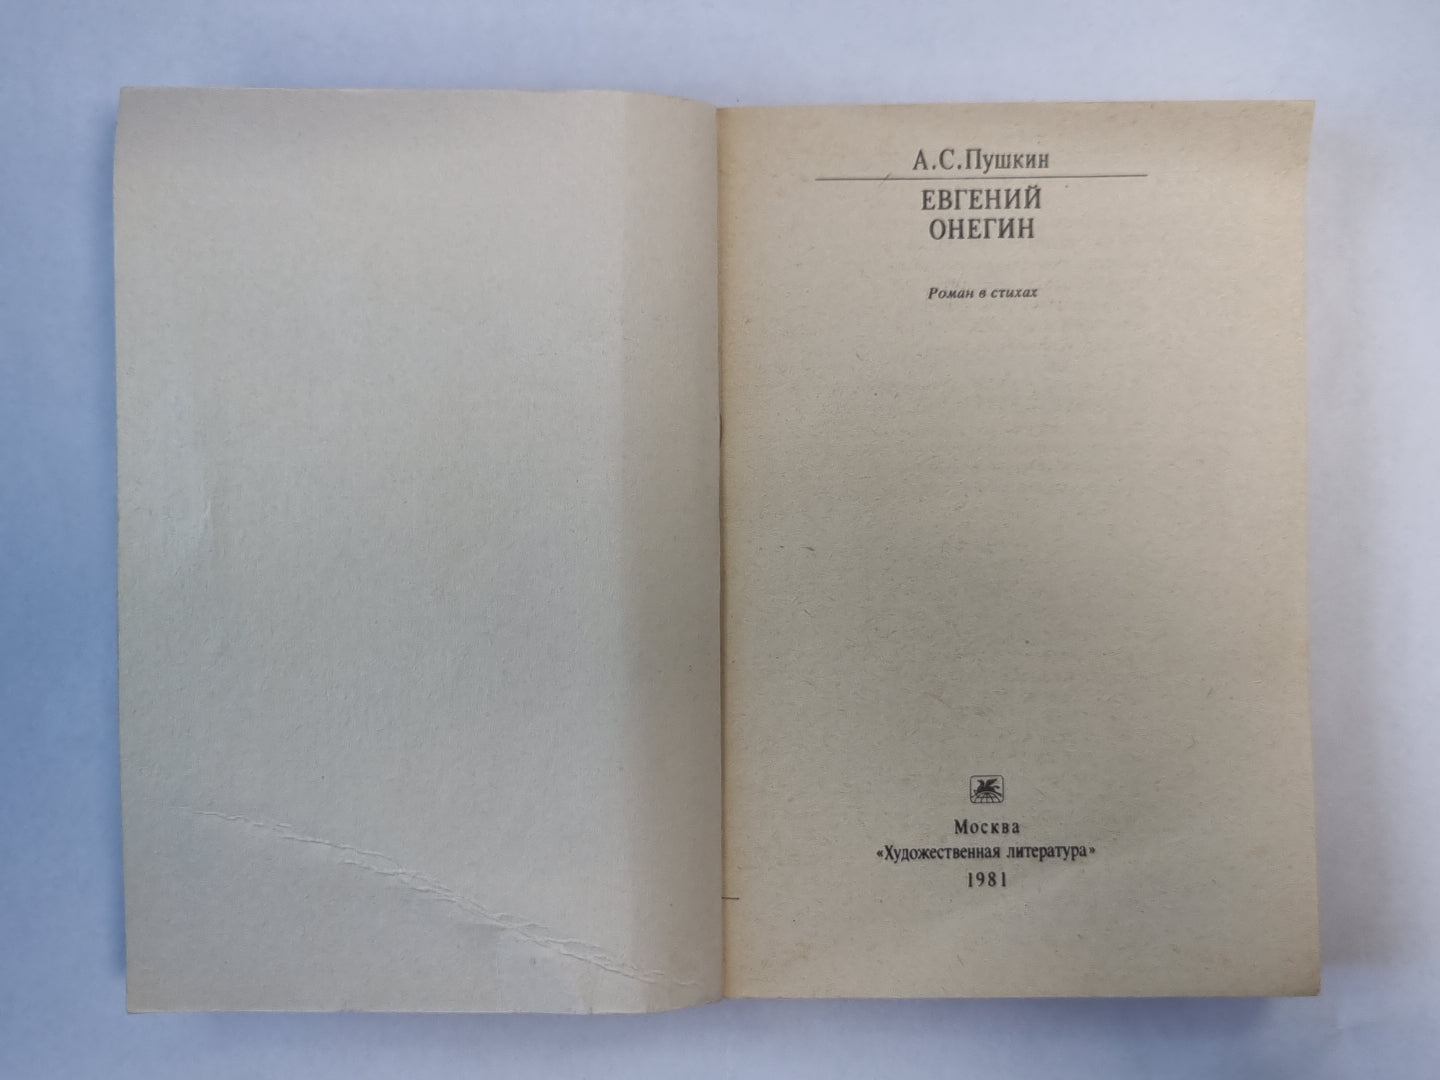 А.С.Пушкин
ЕВГЕНИЙ
ОНЕГИН
Роман в стихах
Москва
«Художественная литература»
1981